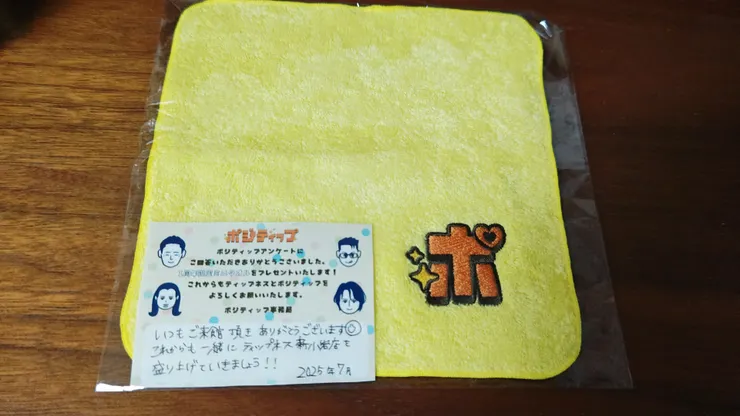 ポジティップ
ポジティップアンケートに
ご回答いただきありがとうございました。
をプレゼントいたします！
これからもティップネスとポジティップを
よろしくお願いいたします。
ポジティップ事務局
いつもご来館頂きありがとうございます◎
これからも一緒にティップネス
盛り上げていきましょう！！
2025年7月
ポ